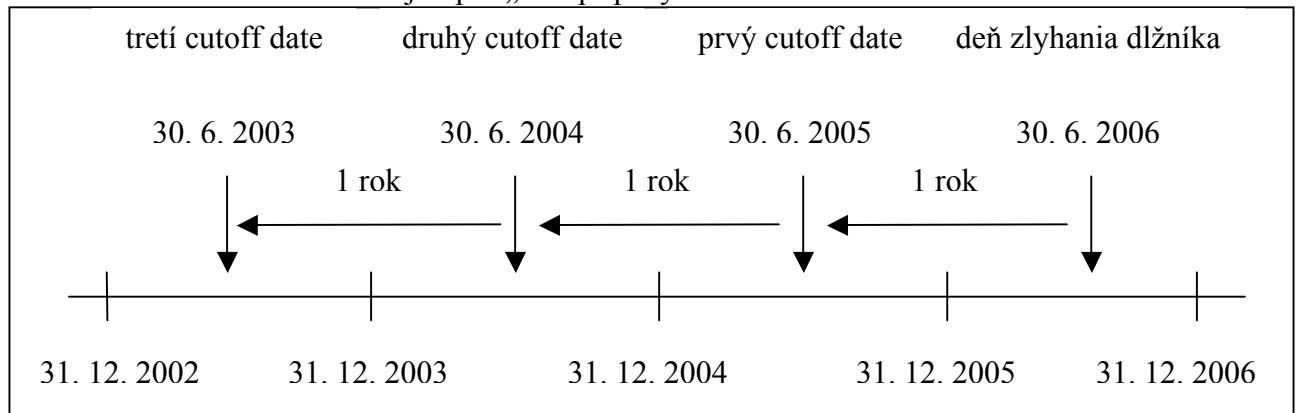 tretí cutoff date druhý cutoff date prvý cutoff date deň zlyhania dlžníka
30. 6. 2003 30. 6. 2004 30. 6. 2005 30. 6. 2006
1 rok 1 rok 1 rok
31. 12. 2002 31. 12. 2003 31. 12. 2004 31. 12. 2005 31. 12. 2006